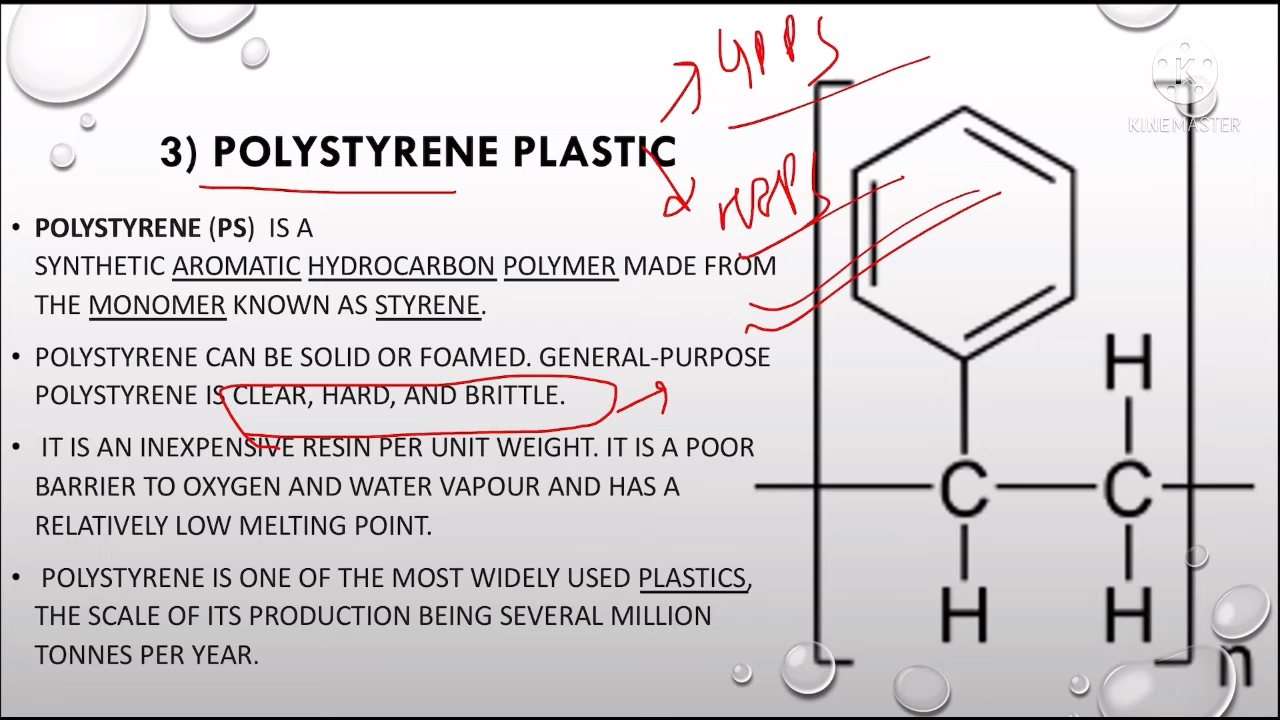 GPPS
KINEMASTER
3) POLYSTYRENE PLASTIC
• POLYSTYRENE (PS) IS A
SYNTHETIC AROMATIC HYDROCARBON POLYMER MADE FROM
THE MONOMER KNOWN AS STYRENE.
• POLYSTYRENE CAN BE SOLID OR FOAMED. GENERAL-PURPOSE
POLYSTYRENE IS CLEAR, HARD, AND BRITTLE.
• IT IS AN INEXPENSIVE RESIN PER UNIT WEIGHT. IT IS A POOR
BARRIER TO OXYGEN AND WATER VAPOUR AND HAS A
RELATIVELY LOW MELTING POINT.
• POLYSTYRENE IS ONE OF THE MOST WIDELY USED PLASTICS,
THE SCALE OF ITS PRODUCTION BEING SEVERAL MILLION
TONNES PER YEAR.
H
C C
H H
n